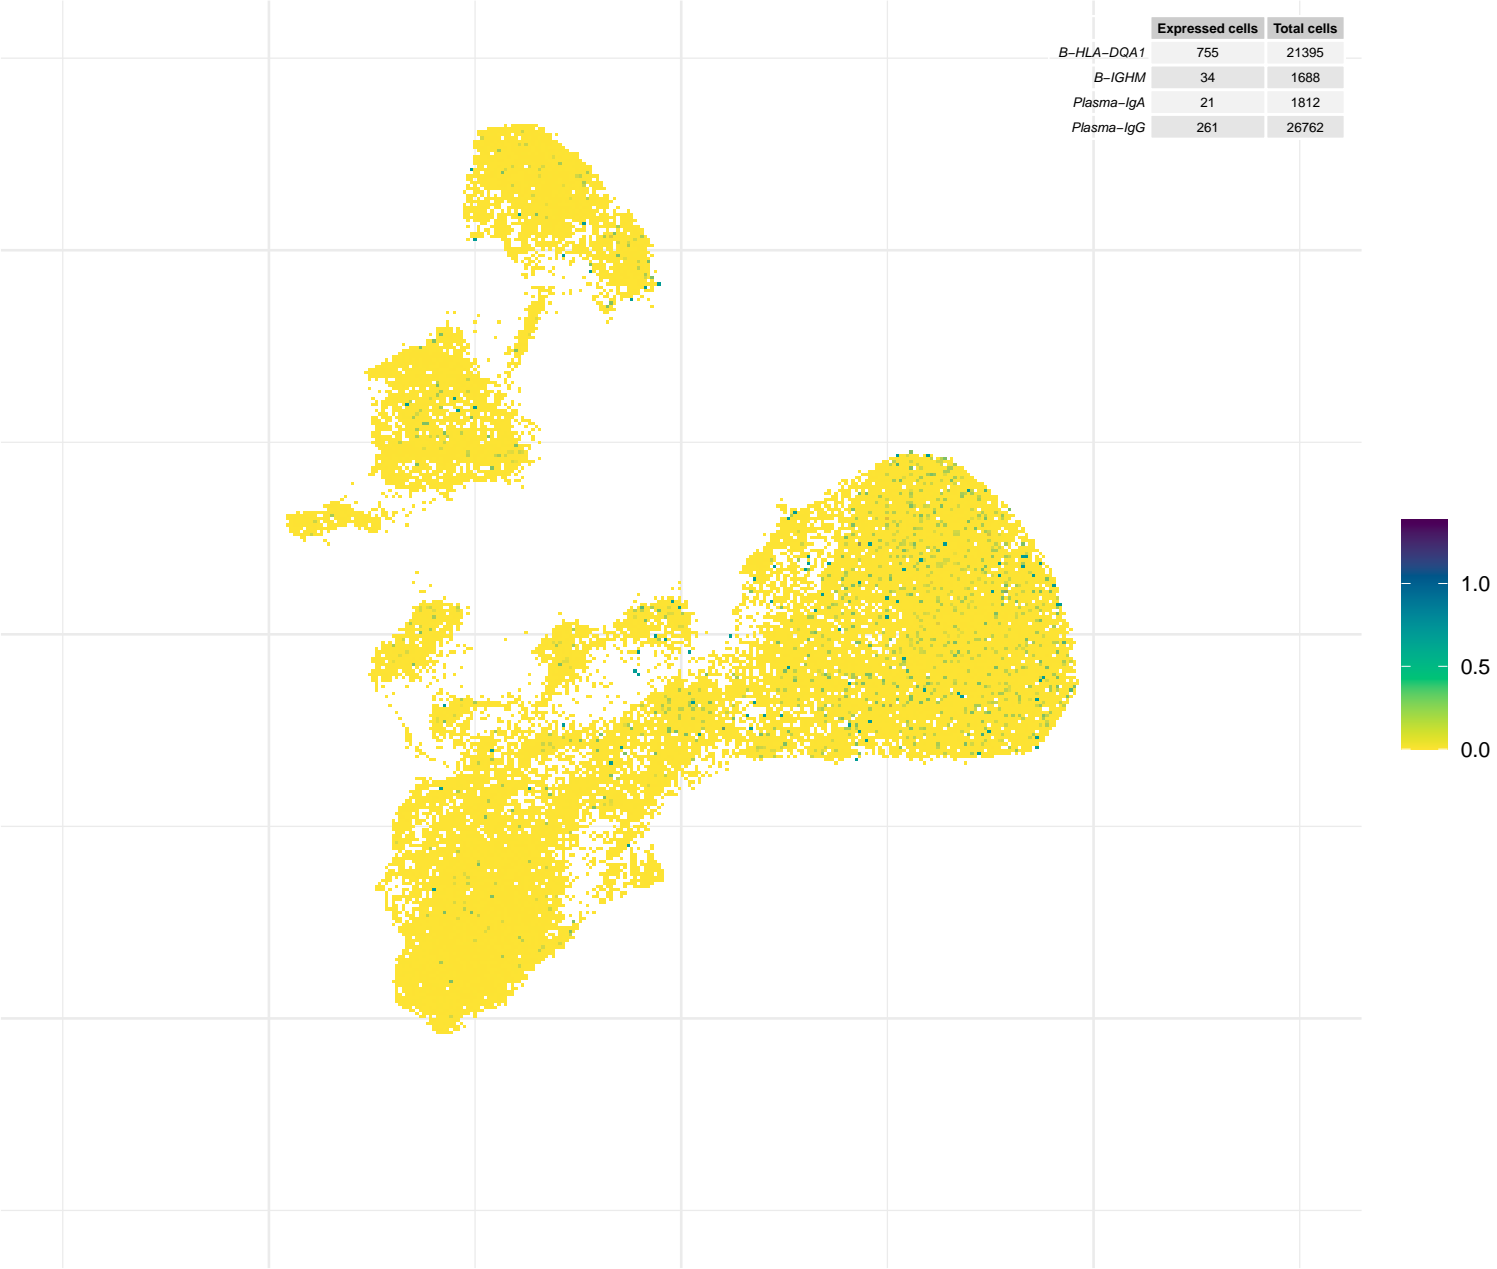 Expressed cells Total cells
B−HLA−DQA1 755 21395
B−IGHM 34 1688
Plasma−IgA 21 1812
Plasma−IgG 261 26762
1.0
0.5
0.0